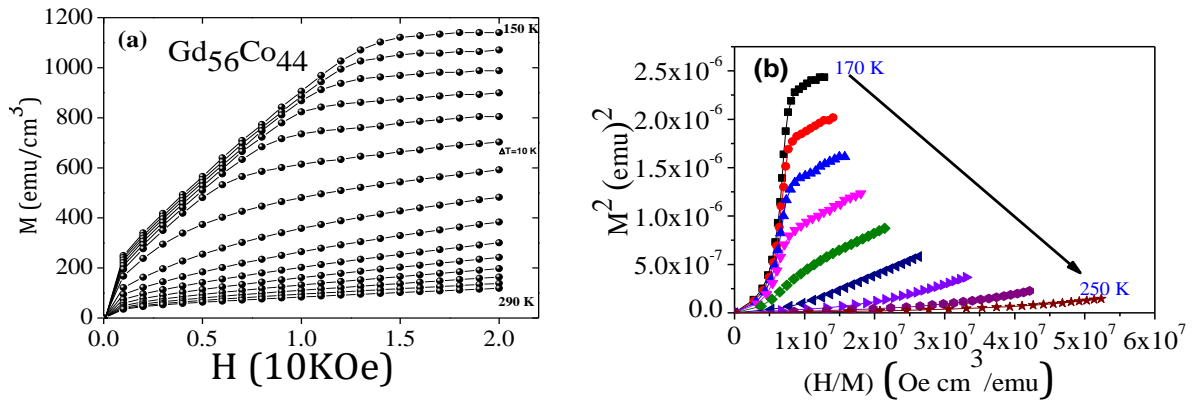 (a)
Gd56Co44
150 K
ΔT=10 K
290 K
1200
1000
800
600
400
200
0
M (emu/cm³)
0.0 0.5 1.0 1.5 2.0
H (10KOe)
(b)
170 K
250 K
2.5x10⁻⁶
2.0x10⁻⁶
1.5x10⁻⁶
1.0x10⁻⁶
5.0x10⁻⁷
0.0
M² (emu)²
0 1x10⁷ 2x10⁷ 3x10⁷ 4x10⁷ 5x10⁷ 6x10⁷
(H/M) (Oe cm³/emu)